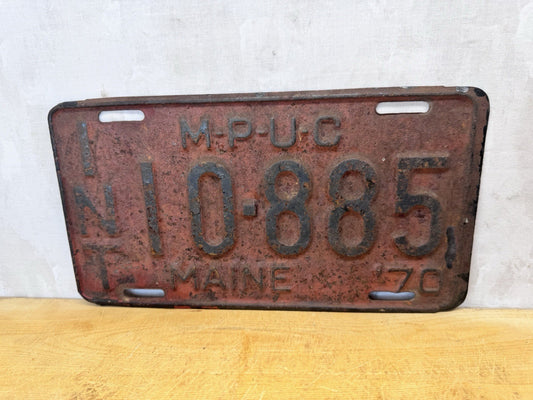 M-P-U-C
INT
10·885
MAINE '70